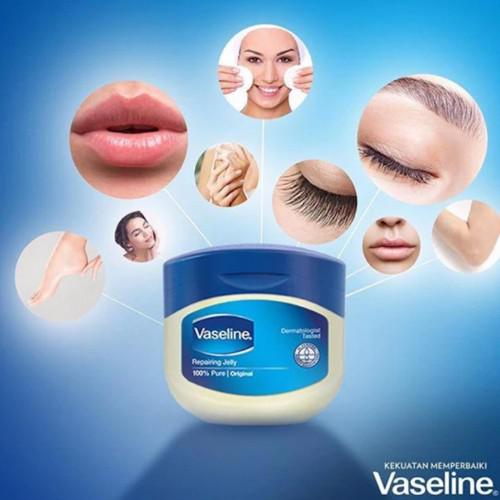 Vaseline.
Dermatologist
Tested
Repairing Jelly
100% Pure | Original
KEKUATAN MEMPERBAIKI
Vaseline®